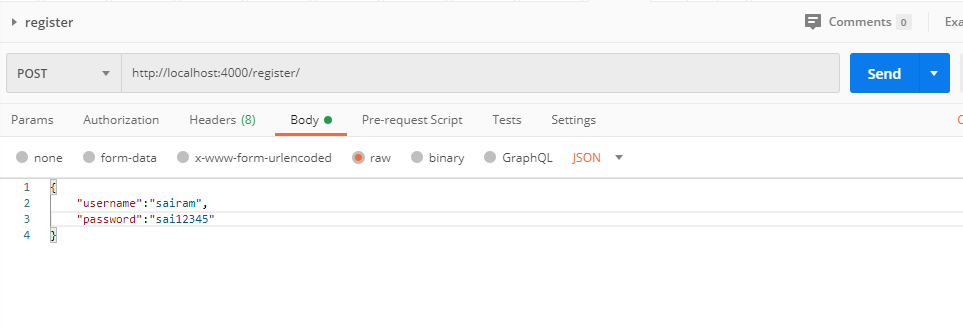 register
Comments 0 Exa
POST http://localhost:4000/register/ Send
Params Authorization Headers (8) Body Pre-request Script Tests Settings C
none form-data x-www-form-urlencoded raw binary GraphQL JSON
1 {
2 "username":"sairam",
3 "password":"sai12345"
4 }